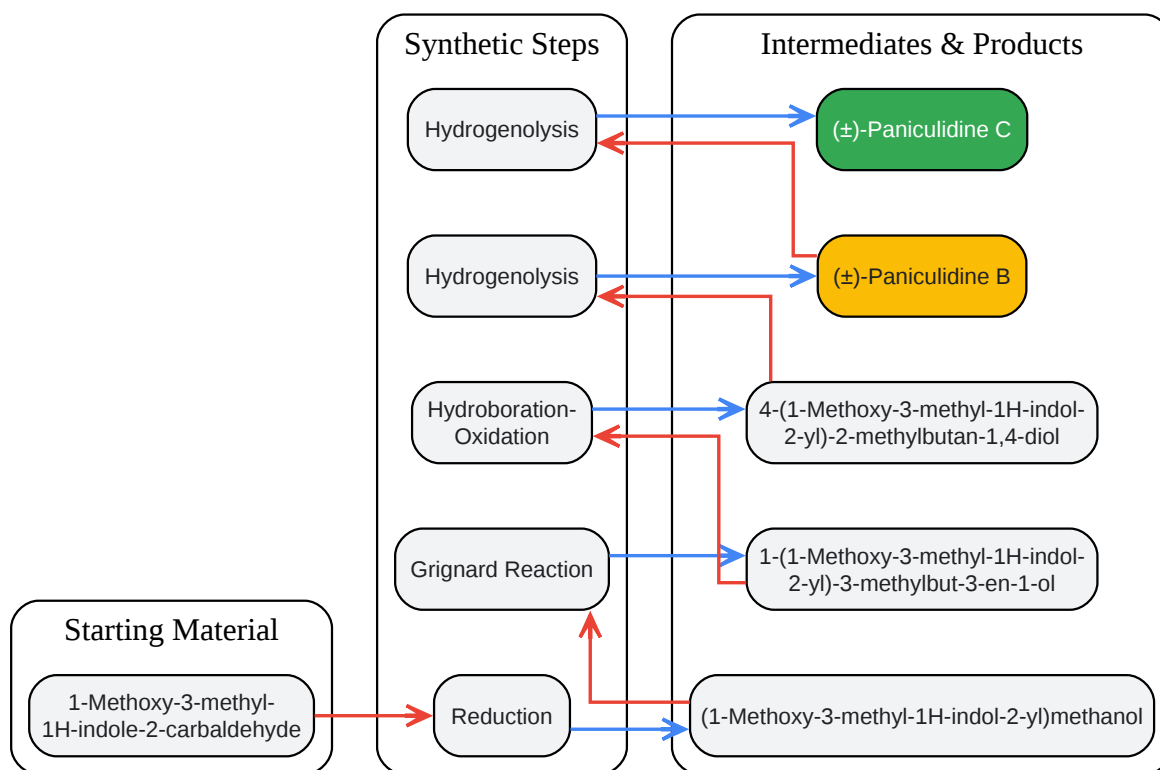 Synthetic Steps
Intermediates & Products
Hydrogenolysis
(±)-Paniculidine C
Hydrogenolysis
(±)-Paniculidine B
Hydroboration-
Oxidation
4-(1-Methoxy-3-methyl-1H-indol-
2-yl)-2-methylbutan-1,4-diol
Grignard Reaction
1-(1-Methoxy-3-methyl-1H-indol-
2-yl)-3-methylbut-3-en-1-ol
Starting Material
1-Methoxy-3-methyl-
1H-indole-2-carbaldehyde
Reduction
(1-Methoxy-3-methyl-1H-indol-2-yl)methanol